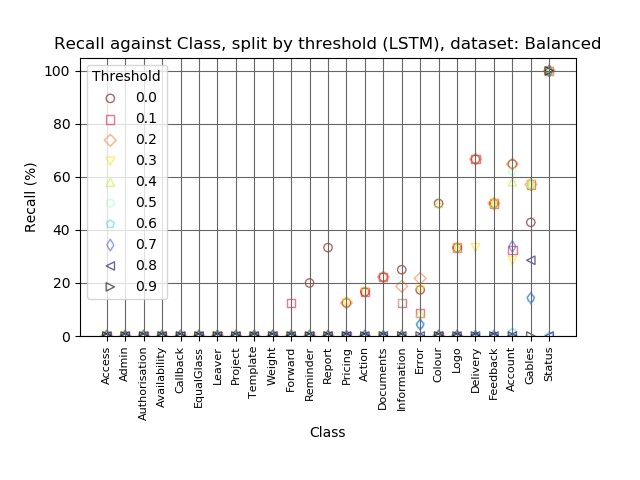 Recall against Class, split by threshold (LSTM), dataset: Balanced
Recall (%)
100
80
60
40
20
0
Threshold
0.0
0.1
0.2
0.3
0.4
0.5
0.6
0.7
0.8
0.9
Access
Admin
Authorisation
Availability
Callback
EqualGlass
Leaver
Project
Template
Weight
Forward
Reminder
Report
Pricing
Action
Documents
Information
Error
Colour
Logo
Delivery
Feedback
Account
Gables
Status
Class